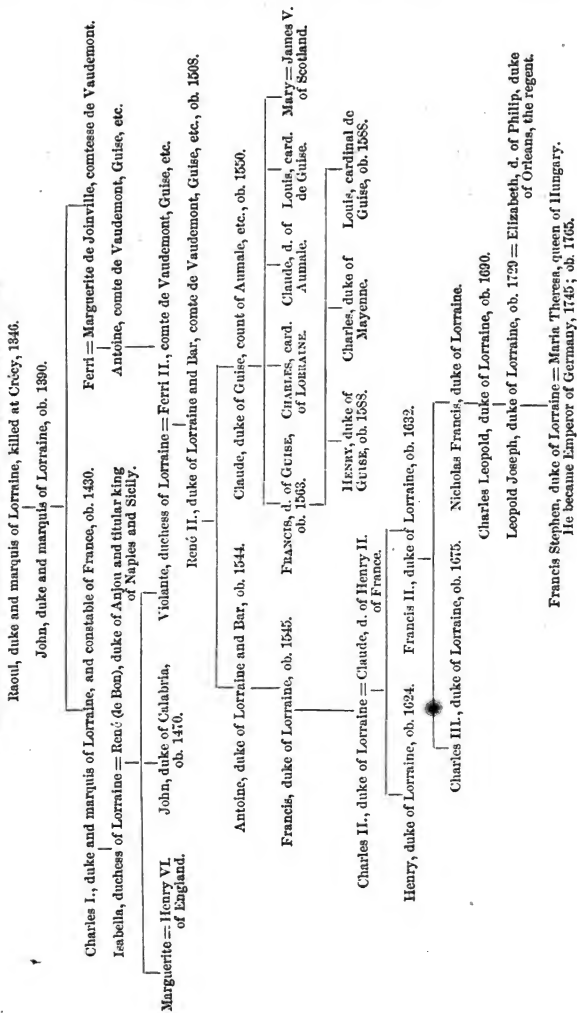 Raoul, duke and marquis of Lorraine, killed at Crécy, 1346.
John, duke and marquis of Lorraine, ob. 1390.
Charles I., duke and marquis of Lorraine, and constable of France, ob. 1430.
Ferri = Marguerite de Joinville, comtesse de Vaudemont.
Isabella, duchess of Lorraine = René (le Bon), duke of Anjou and titular king
of Naples and Sicily.
Antoine, comte de Vaudemont, Guise, etc.
Marguerite = Henry VI.
of England.
John, duke of Calabria,
ob. 1470.
Violante, duchess of Lorraine = Ferri II., comte de Vaudemont, Guise, etc.
René II., duke of Lorraine and Bar, comte de Vaudemont, Guise, etc., ob. 1508.
Antoine, duke of Lorraine and Bar, ob. 1544.
Claude, duke of Guise, count of Aumale, etc., ob. 1550.
Francis, duke of Lorraine, ob. 1545.
FRANCIS, d. of GUISE,
ob. 1563.
CHARLES, card.
of LORRAINE.
Claude, d. of
Aumale.
Louis, card.
de Guise.
Mary = James V.
of Scotland.
HENRY, duke of
GUISE, ob. 1588.
Charles, duke of
Mayenne.
Louis, cardinal de
Guise, ob. 1588.
Charles II., duke of Lorraine = Claude, d. of Henry II.
of France.
Henry, duke of Lorraine, ob. 1624.
Francis II., duke of Lorraine, ob. 1632.
Charles III., duke of Lorraine, ob. 1675.
Nicholas Francis, duke of Lorraine.
Charles Leopold, duke of Lorraine, ob. 1690.
Leopold Joseph, duke of Lorraine, ob. 1729 = Elizabeth, d. of Philip, duke
of Orleans, the regent.
Francis Stephen, duke of Lorraine = Maria Theresa, queen of Hungary.
He became Emperor of Germany, 1745; ob. 1765.